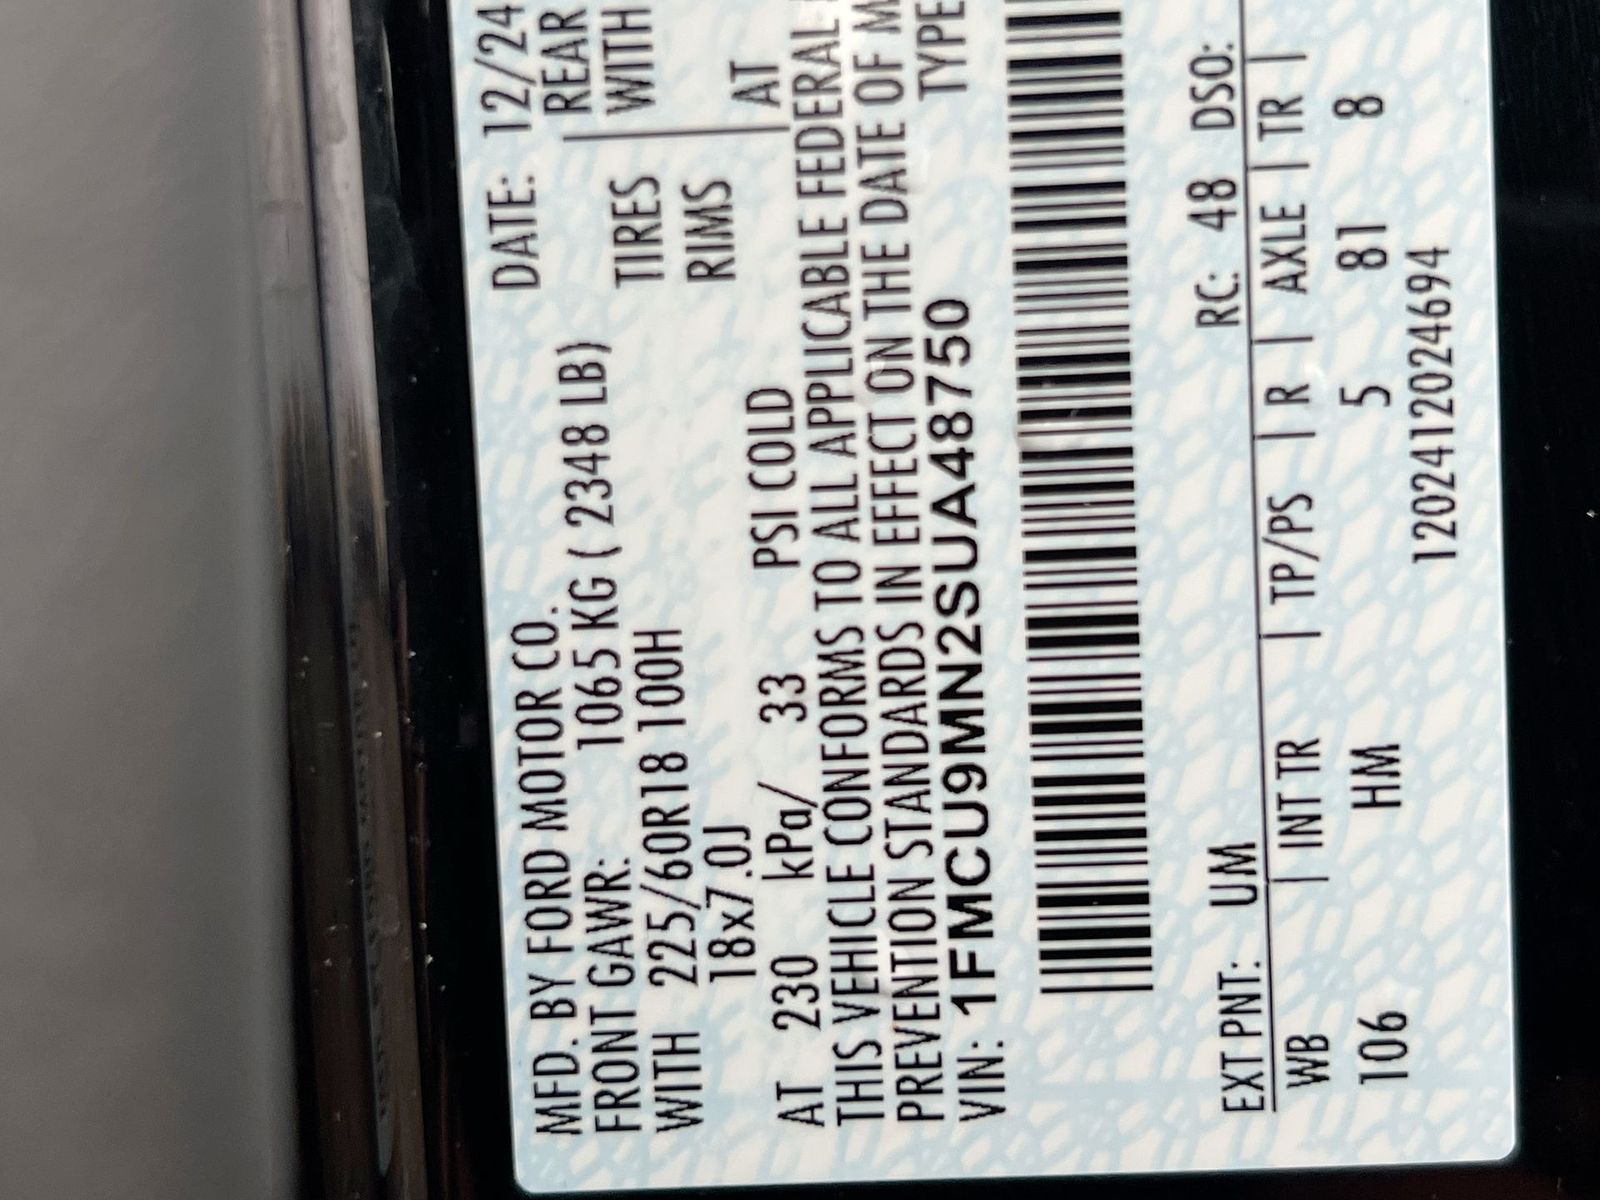 MFD. BY FORD MOTOR CO. DATE: 12/24
FRONT GAWR: 1065 KG ( 2348 LB) REAR
WITH 225/60R18 100H TIRES WITH
18x7.0J RIMS
AT 230 kPa/ 33 PSI COLD AT
THIS VEHICLE CONFORMS TO ALL APPLICABLE FEDERAL
PREVENTION STANDARDS IN EFFECT ON THE DATE OF M
VIN: 1FMCU9MN2SUA48750 TYPE
EXT PNT: UM RC: 48 DSO:
WB | INT TR | TP/PS | R | AXLE | TR |
106 HM 5 81 8
1202412024694